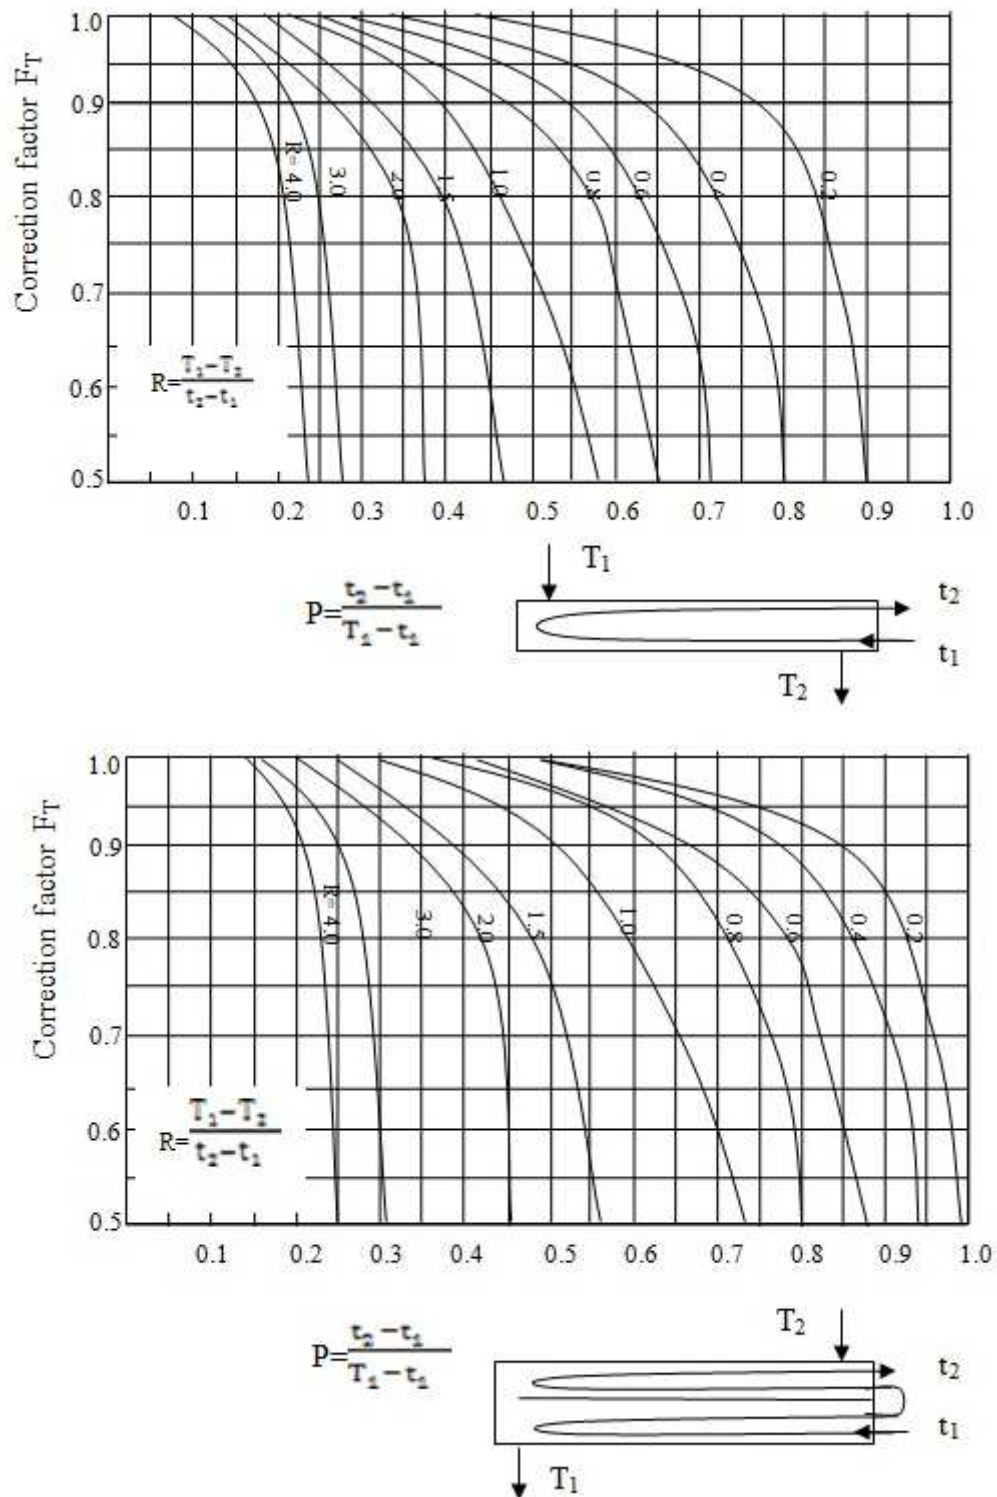 Correction factor F_T
1.0
0.9
0.8
0.7
0.6
0.5
R= 4.0
3.0
2.0
1.5
1.0
0.8
0.6
0.4
0.2
R= T₁−T₂ / t₂−t₁
0.1 0.2 0.3 0.4 0.5 0.6 0.7 0.8 0.9 1.0
T₁
P= t₂−t₁ / T₁−t₁
t₂
t₁
T₂
Correction factor F_T
1.0
0.9
0.8
0.7
0.6
0.5
R= 4.0
3.0
2.0
1.5
1.0
0.8
0.6
0.4
0.2
R= T₁−T₂ / t₂−t₁
0.1 0.2 0.3 0.4 0.5 0.6 0.7 0.8 0.9 1.0
T₂
P= t₂−t₁ / T₁−t₁
t₂
t₁
T₁